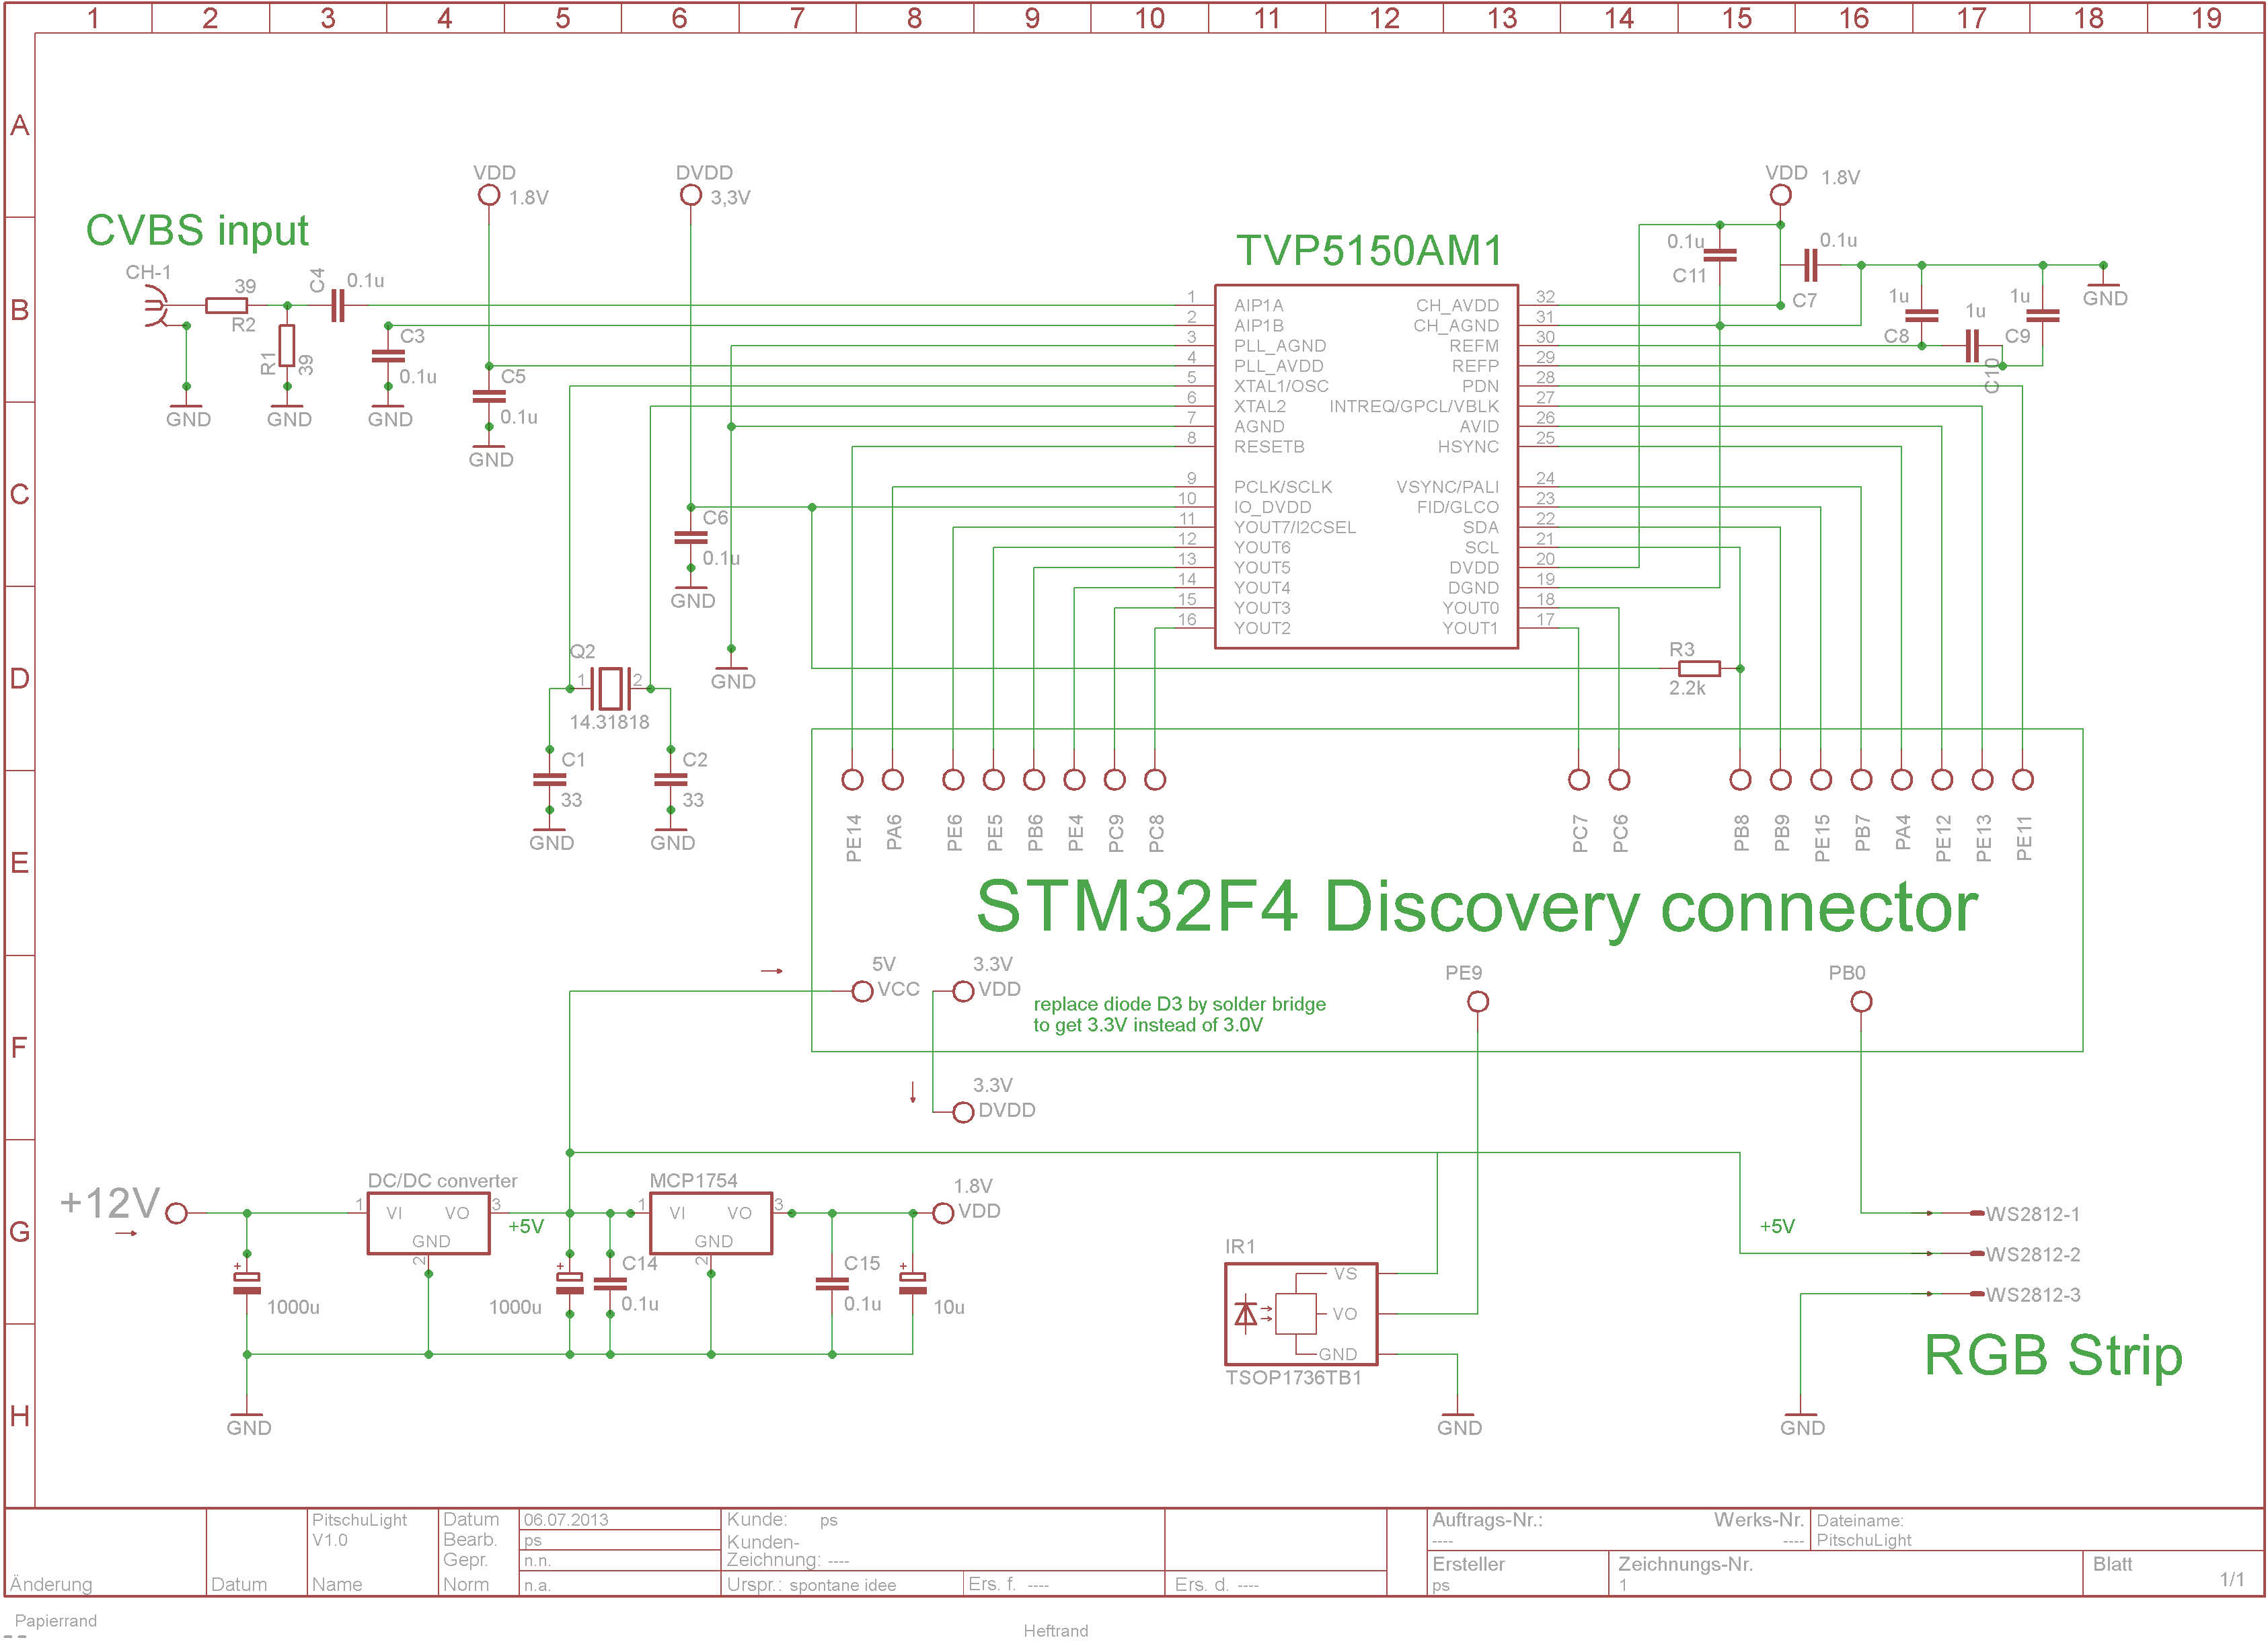 1 2 3 4 5 6 7 8 9 10 11 12 13 14 15 16 17 18 19
A
B
C
D
E
F
G
H
CVBS input
CH-1
39
R2
R1
39
C4
0.1u
C3
0.1u
GND
GND
GND
VDD
1.8V
C5
0.1u
GND
DVDD
3,3V
C6
0.1u
GND
GND
Q2
1
2
14.31818
C1
33
GND
C2
33
GND
TVP5150AM1
1 AIP1A
2 AIP1B
3 PLL_AGND
4 PLL_AVDD
5 XTAL1/OSC
6 XTAL2
7 AGND
8 RESETB
9 PCLK/SCLK
10 IO_DVDD
11 YOUT7/I2CSEL
12 YOUT6
13 YOUT5
14 YOUT4
15 YOUT3
16 YOUT2
CH_AVDD 32
CH_AGND 31
REFM 30
REFP 29
PDN 28
INTREQ/GPCL/VBLK 27
AVID 26
HSYNC 25
VSYNC/PALI 24
FID/GLCO 23
SDA 22
SCL 21
DVDD 20
DGND 19
YOUT0 18
YOUT1 17
VDD 1.8V
0.1u
C11
0.1u
C7
1u
C8
1u
C10
1u
C9
GND
R3
2.2k
PE14
PA6
PE6
PE5
PB6
PE4
PC9
PC8
PC7
PC6
PB8
PB9
PE15
PB7
PA4
PE12
PE13
PE11
STM32F4 Discovery connector
5V
VCC
3.3V
VDD
replace diode D3 by solder bridge
to get 3.3V instead of 3.0V
PE9
PB0
3.3V
DVDD
+12V
DC/DC converter
1
VI
VO
3
GND
2
+5V
1000u
+
1000u
+
C14
0.1u
MCP1754
1
VI
VO
3
GND
2
C15
0.1u
+
10u
1.8V
VDD
GND
IR1
VS
VO
GND
TSOP1736TB1
GND
+5V
WS2812-1
WS2812-2
WS2812-3
RGB Strip
GND
Änderung
Datum
PitschuLight
V1.0
Name
Datum 06.07.2013
Bearb. ps
Gepr. n.n.
Norm n.a.
Kunde: ps
Kunden-
Zeichnung: ----
Urspr.: spontane idee
Ers. f. ----
Ers. d. ----
Auftrags-Nr.:
----
Werks-Nr.
----
Dateiname:
PitschuLight
Ersteller
ps
Zeichnungs-Nr.
1
Blatt
1/1
Papierrand
Heftrand